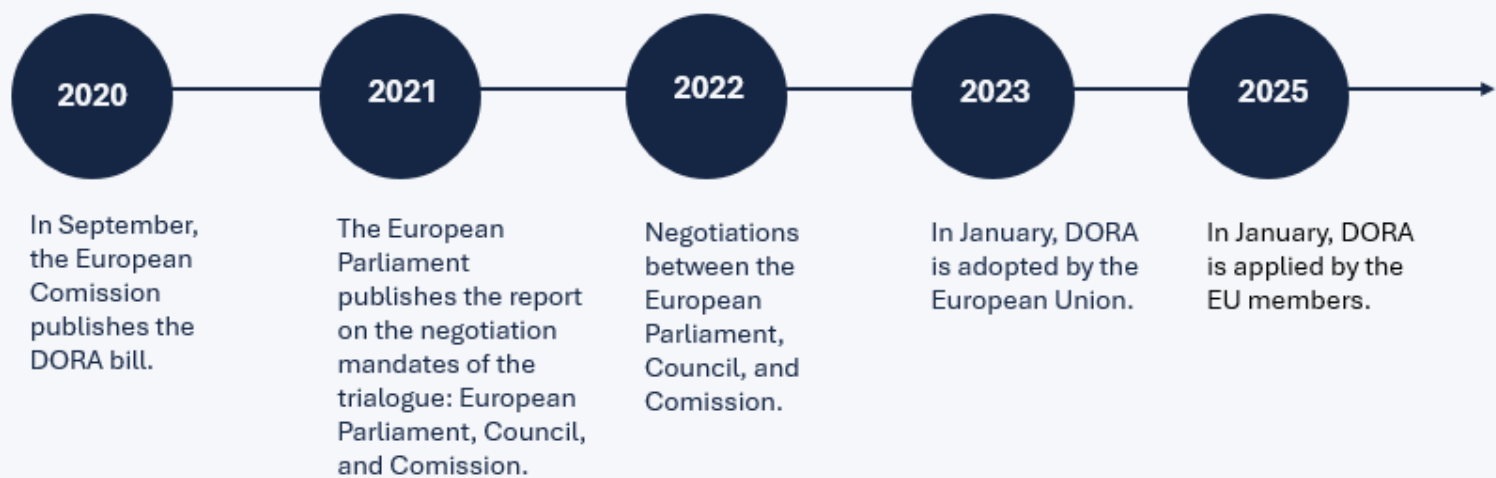 2020
In September,
the European
Comission
publishes the
DORA bill.
2021
The European
Parliament
publishes the report
on the negotiation
mandates of the
trialogue: European
Parliament, Council,
and Comission.
2022
Negotiations
between the
European
Parliament,
Council, and
Comission.
2023
In January, DORA
is adopted by the
European Union.
2025
In January, DORA
is applied by the
EU members.